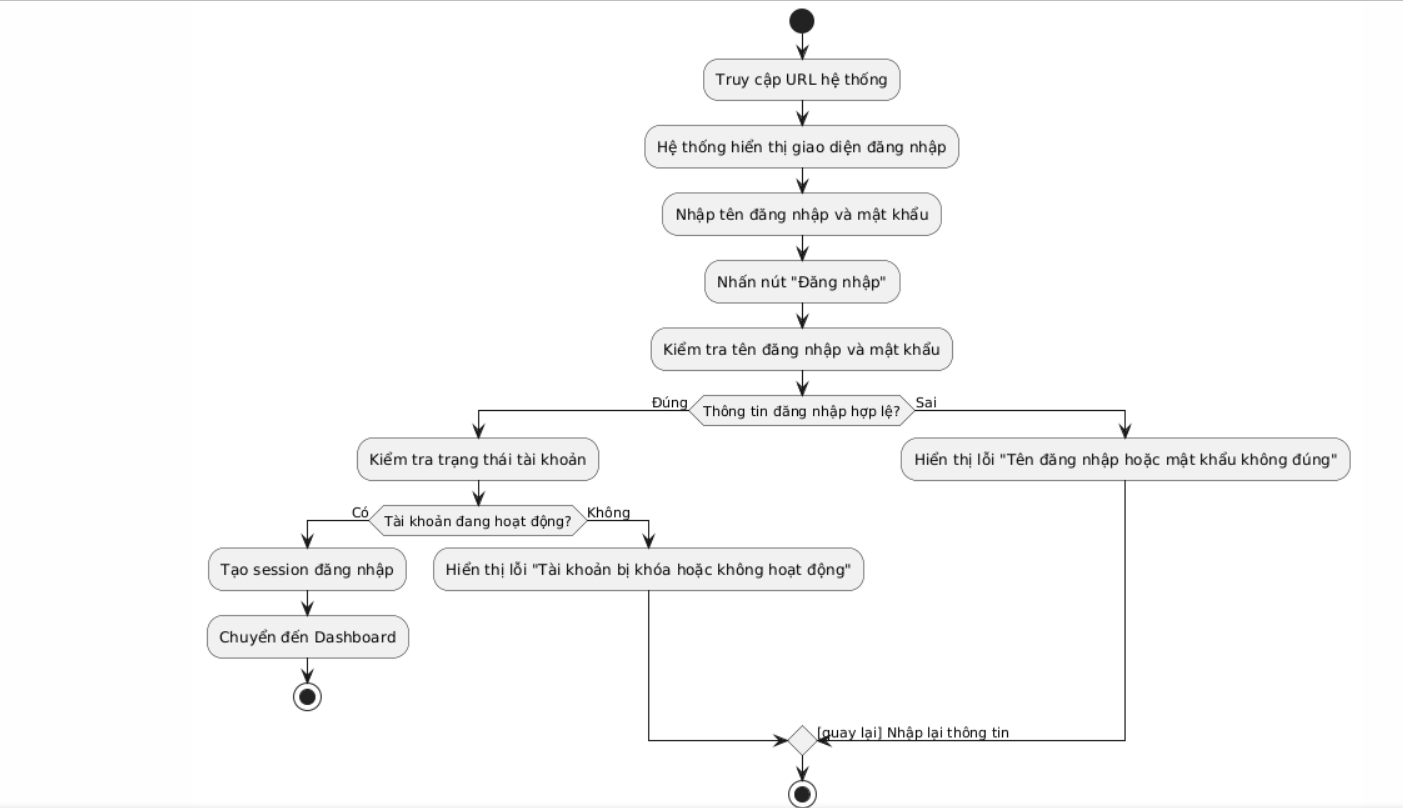 Truy cập URL hệ thống
Hệ thống hiển thị giao diện đăng nhập
Nhập tên đăng nhập và mật khẩu
Nhấn nút "Đăng nhập"
Kiểm tra tên đăng nhập và mật khẩu
Đúng
Thông tin đăng nhập hợp lệ?
Sai
Kiểm tra trạng thái tài khoản
Hiển thị lỗi "Tên đăng nhập hoặc mật khẩu không đúng"
Có
Tài khoản đang hoạt động?
Không
Tạo session đăng nhập
Hiển thị lỗi "Tài khoản bị khóa hoặc không hoạt động"
Chuyển đến Dashboard
[quay lại] Nhập lại thông tin